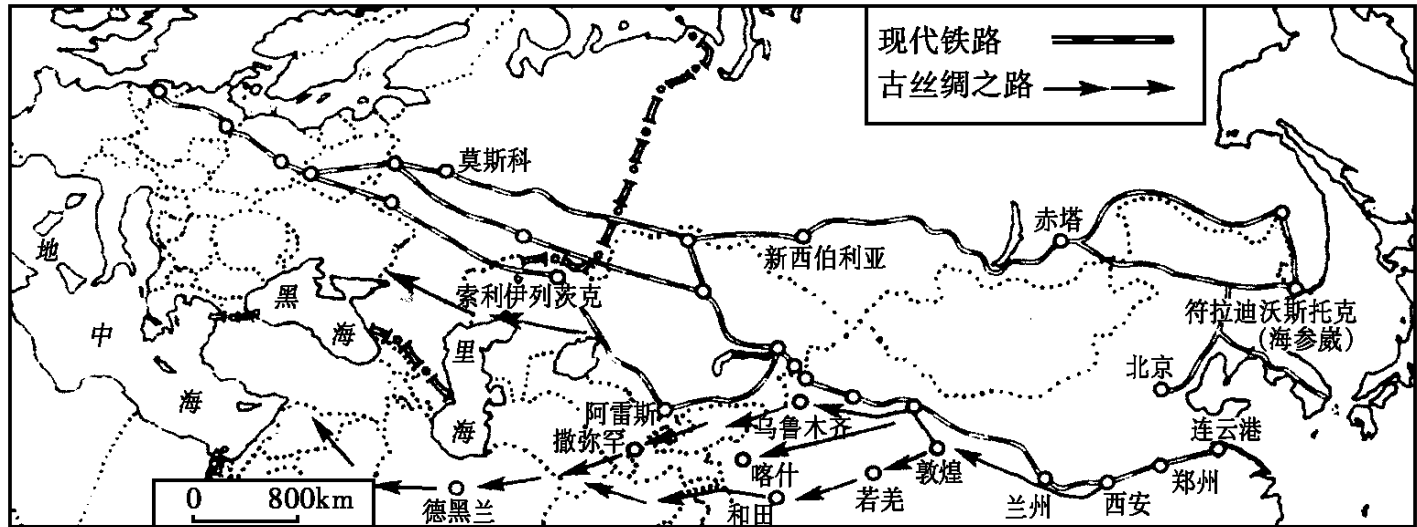 现代铁路
古丝绸之路
莫斯科
赤塔
新西伯利亚
地
中
海
黑
海
里
海
索利伊列茨克
符拉迪沃斯托克
(海参崴)
北京
阿雷斯
撒弥罕
乌鲁木齐
连云港
喀什
敦煌
若羌
郑州
西安
兰州
和田
德黑兰
0 800km